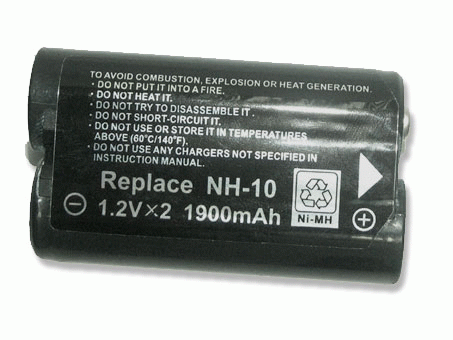 TO AVOID COMBUSTION, EXPLOSION OR HEAT GENERATION.
• DO NOT PUT IT INTO A FIRE.
• DO NOT HEAT IT.
• DO NOT TRY TO DISASSEMBLE IT.
• DO NOT SHORT-CIRCUIT IT.
• DO NOT USE OR STORE IT IN TEMPERATURES
ABOVE (60°C/140°F).
• DO NOT USE ANY CHARGERS NOT SPECIFIED IN
INSTRUCTION MANUAL.
Replace NH-10
1.2V×2 1900mAh
Ni-MH